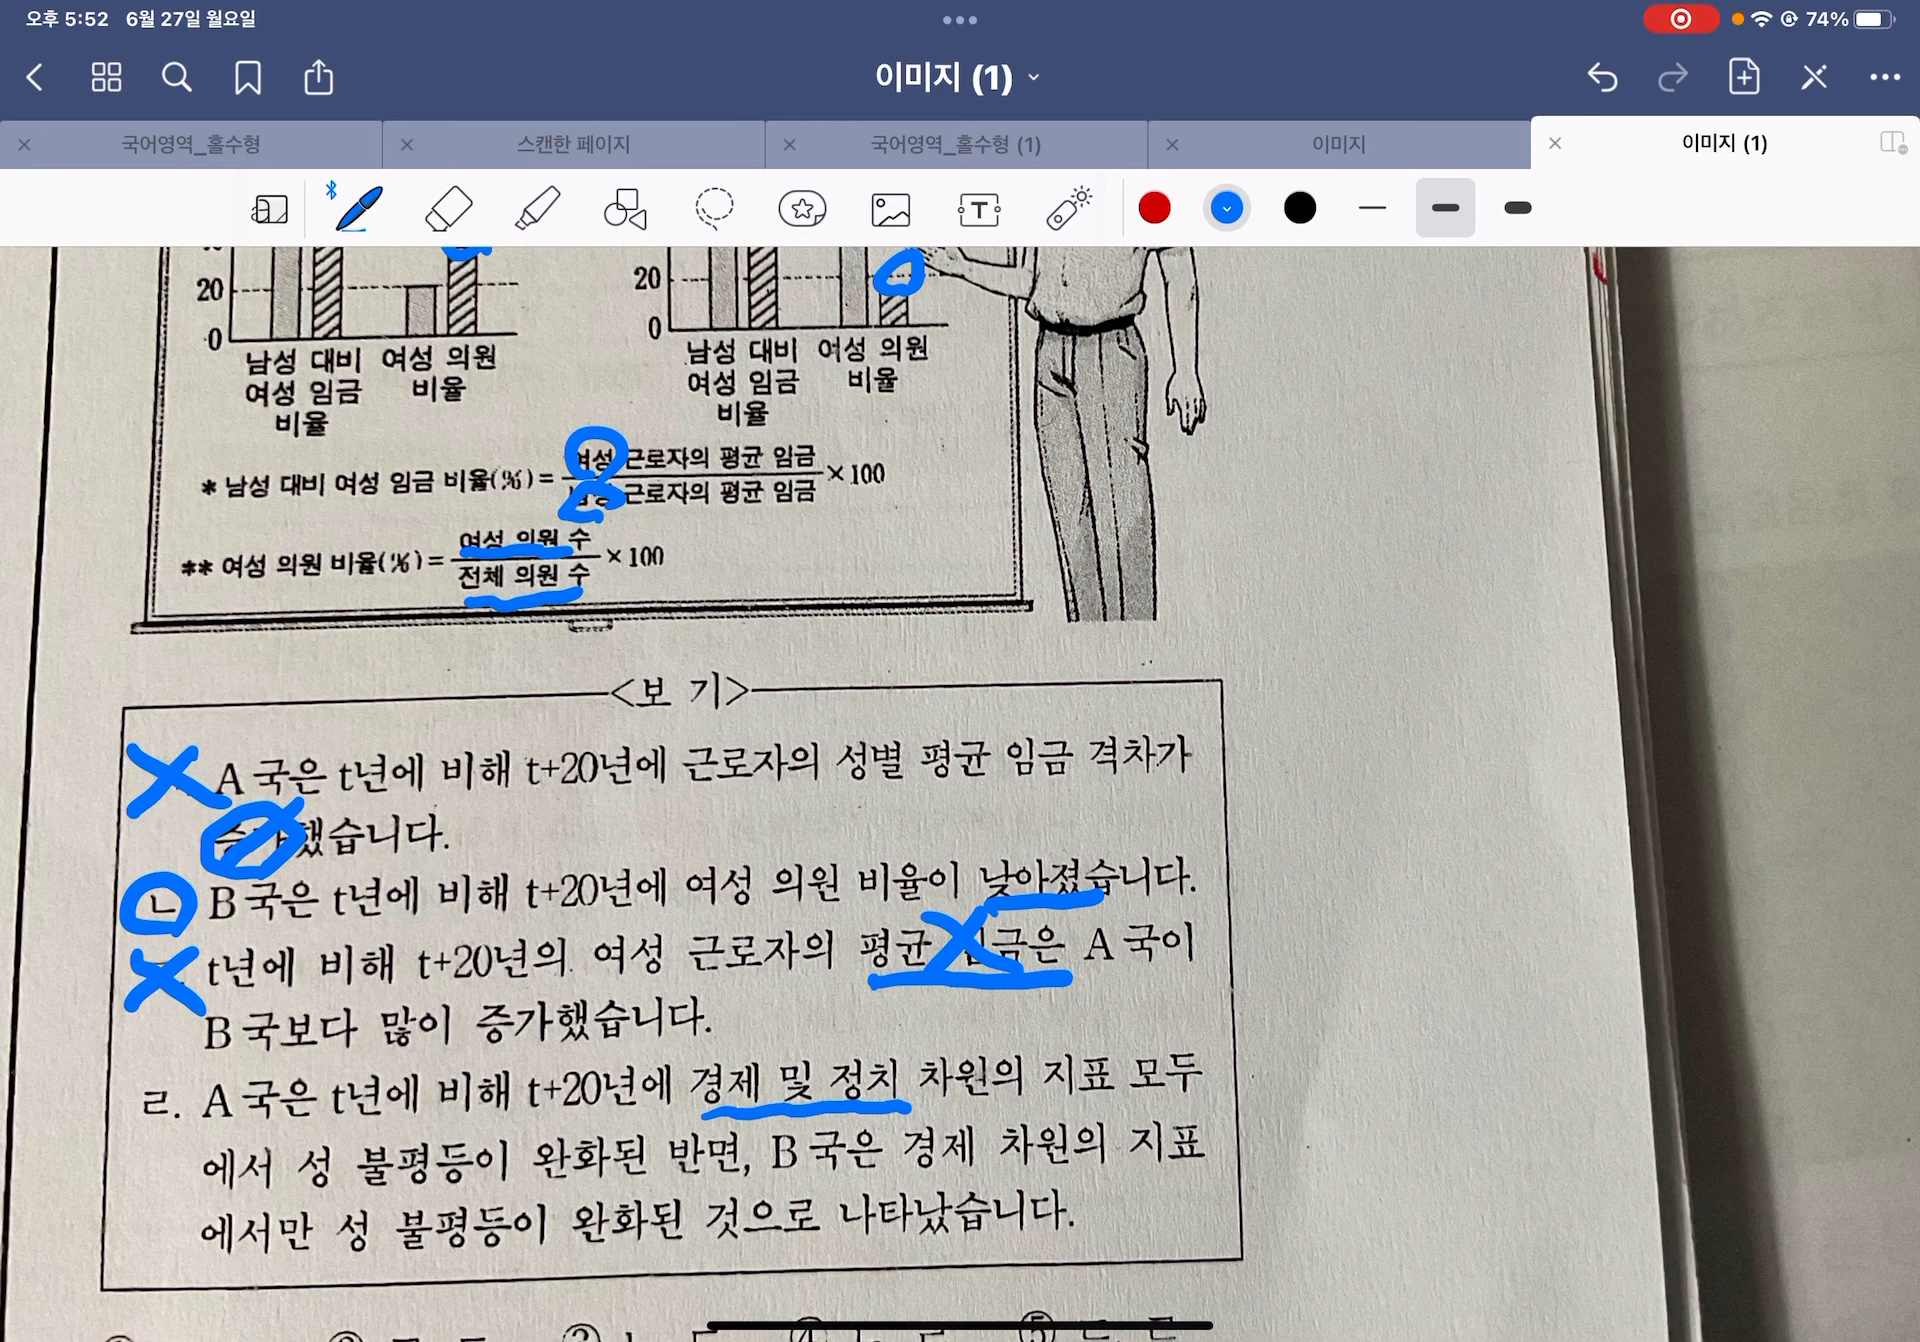 오후 5:52 6월 27일 월요일
74%
이미지 (1)
국어영역_홀수형
스캔한 페이지
국어영역_홀수형 (1)
이미지
이미지 (1)
20
0
남성 대비 여성 의원
여성 임금 비율
비율
20
0
남성 대비 여성 의원
여성 임금 비율
비율
* 남성 대비 여성 임금 비율(%) = 여성 근로자의 평균 임금
근로자의 평균 임금
× 100
** 여성 의원 비율(%) = 여성 의원 수
전체 의원 수
× 100
<보 기>
A국은 t년에 비해 t+20년에 근로자의 성별 평균 임금 격차가
했습니다.
ㄴ B국은 t년에 비해 t+20년에 여성 의원 비율이 낮아졌습니다.
t년에 비해 t+20년의 여성 근로자의 평균 임금은 A국이
B국보다 많이 증가했습니다.
ㄹ. A국은 t년에 비해 t+20년에 경제 및 정치 차원의 지표 모두
에서 성 불평등이 완화된 반면, B국은 경제 차원의 지표
에서만 성 불평등이 완화된 것으로 나타났습니다.